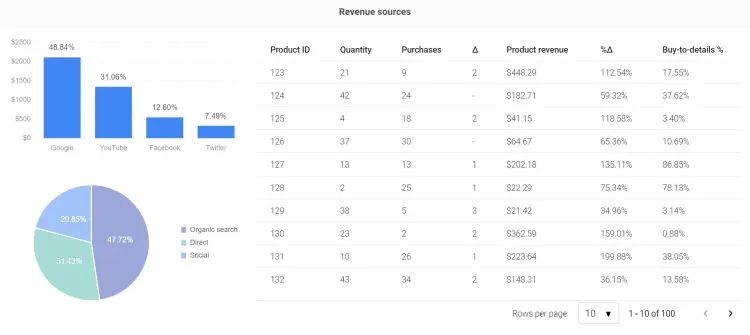 Revenue sources
$2500
$2000
$1500
$1000
$500
$0
48.84%
31.06%
12.60%
7.49%
Google YouTube Facebook Twitter
20.85%
47.72%
31.43%
Organic search
Direct
Social
Product ID Quantity Purchases Δ Product revenue %Δ Buy-to-details %
123 21 9 2 $448.29 112.54% 17.55%
124 42 24 - $182.71 59.32% 37.62%
125 4 18 2 $41.15 118.58% 3.40%
126 37 30 - $64.67 65.36% 10.69%
127 13 13 1 $202.18 135.11% 86.85%
128 2 25 1 $22.29 75.34% 78.13%
129 38 5 3 $21.42 34.96% 3.14%
130 23 2 2 $362.59 159.01% 0.88%
131 10 26 1 $223.64 199.88% 38.05%
132 43 34 2 $148.31 36.15% 13.58%
Rows per page 10 1 - 10 of 100